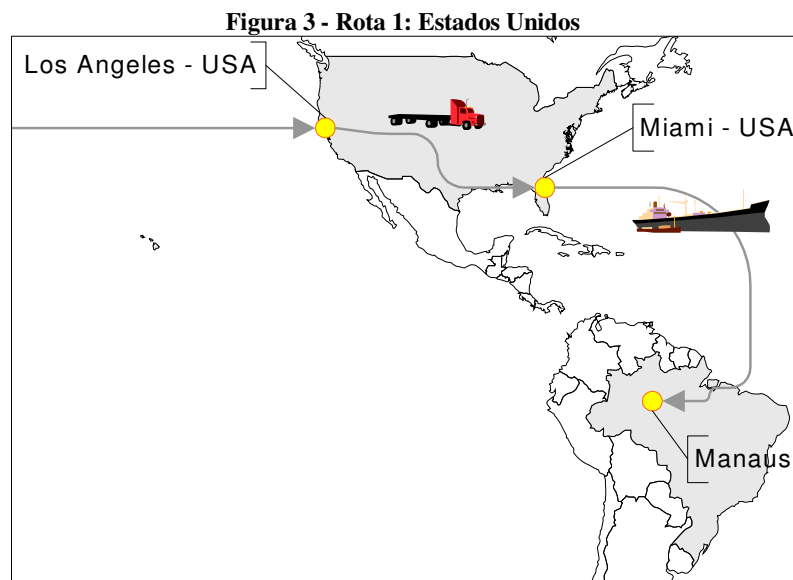 Figura 3 - Rota 1: Estados Unidos
Los Angeles - USA
Miami - USA
Manaus